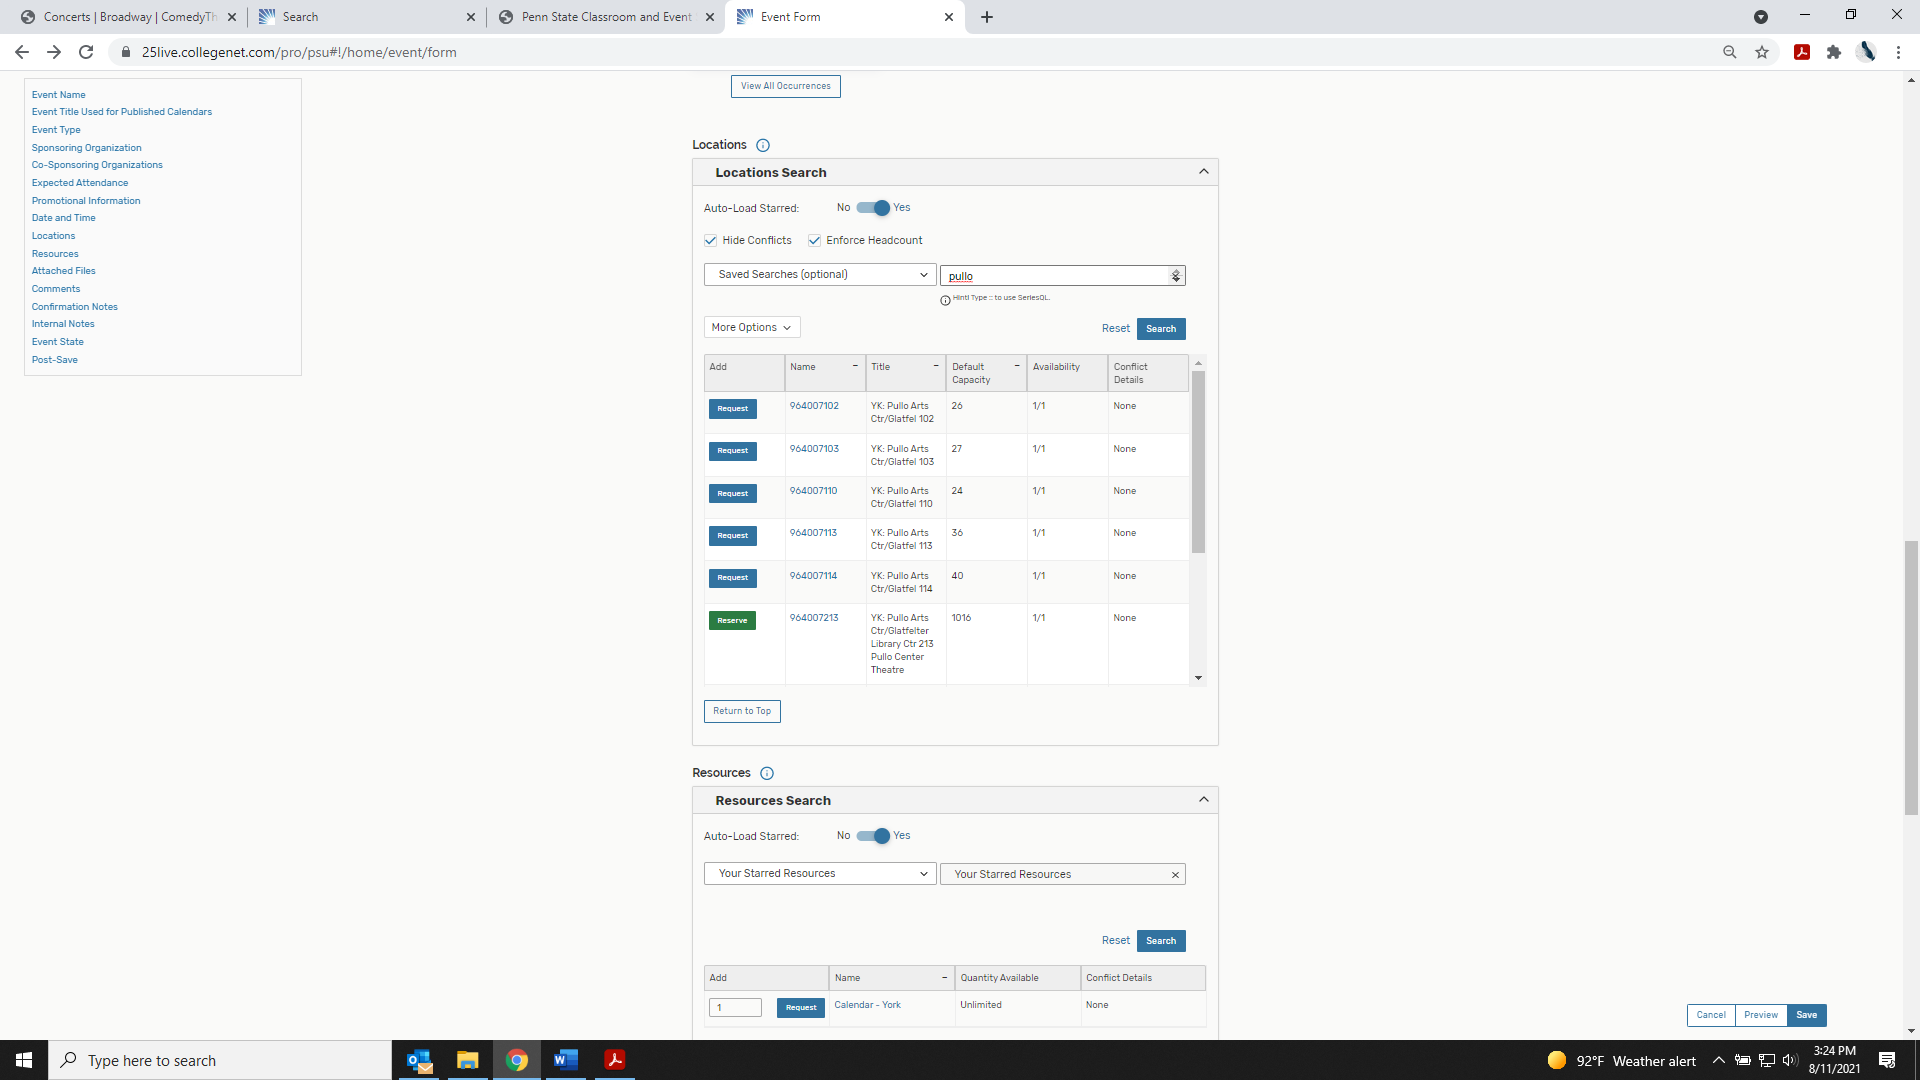 Concerts | Broadway | ComedyTh
Search
Penn State Classroom and Event
Event Form
25live.collegenet.com/pro/psu#!/home/event/form
Event Name
Event Title Used for Published Calendars
Event Type
Sponsoring Organization
Co-Sponsoring Organizations
Expected Attendance
Promotional Information
Date and Time
Locations
Resources
Attached Files
Comments
Confirmation Notes
Internal Notes
Event State
Post-Save
View All Occurrences
Locations
Locations Search
Auto-Load Starred: No Yes
Hide Conflicts Enforce Headcount
Saved Searches (optional) pullo
Hint! Type :: to use SeriesQL.
More Options Reset Search
Add Name Title Default Capacity Availability Conflict Details
Request 964007102 YK: Pullo Arts Ctr/Glatfel 102 26 1/1 None
Request 964007103 YK: Pullo Arts Ctr/Glatfel 103 27 1/1 None
Request 964007110 YK: Pullo Arts Ctr/Glatfel 110 24 1/1 None
Request 964007113 YK: Pullo Arts Ctr/Glatfel 113 36 1/1 None
Request 964007114 YK: Pullo Arts Ctr/Glatfel 114 40 1/1 None
Reserve 964007213 YK: Pullo Arts Ctr/Glatfelter Library Ctr 213 Pullo Center Theatre 1016 1/1 None
Return to Top
Resources
Resources Search
Auto-Load Starred: No Yes
Your Starred Resources Your Starred Resources
Reset Search
Add Name Quantity Available Conflict Details
1 Request Calendar - York Unlimited None
Cancel Preview Save
Type here to search
92°F Weather alert
3:24 PM
8/11/2021